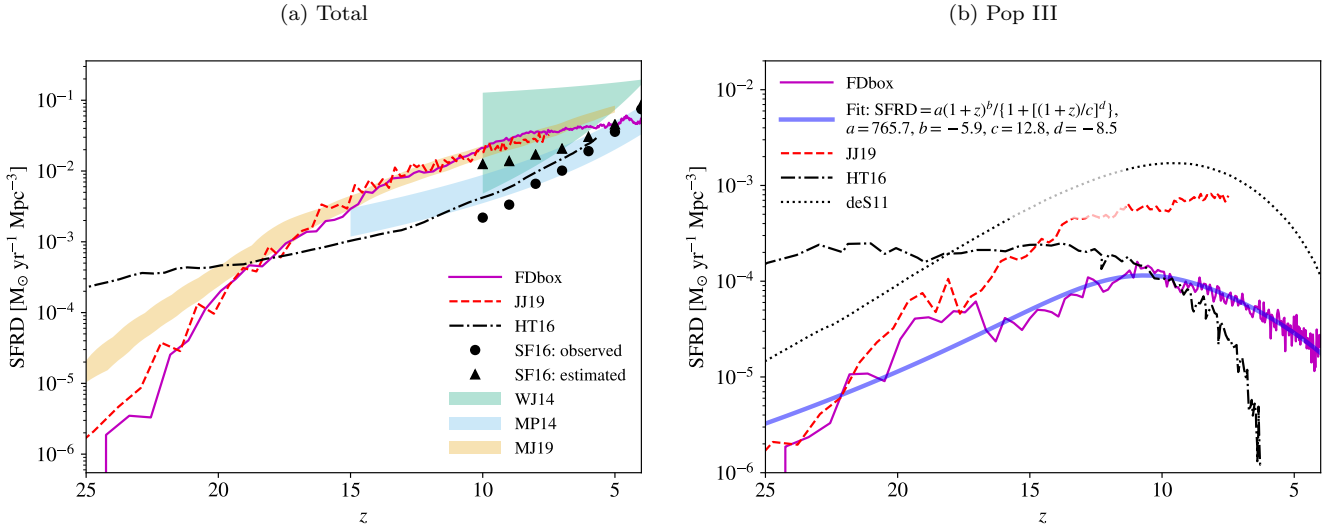 (a) Total
(b) Pop III
SFRD [M⊙ yr⁻¹ Mpc⁻³]
10⁻¹
10⁻²
10⁻³
10⁻⁴
10⁻⁵
10⁻⁶
25
20
15
10
5
z
FDbox
JJ19
HT16
SF16: observed
SF16: estimated
WJ14
MP14
MJ19
SFRD [M⊙ yr⁻¹ Mpc⁻³]
10⁻²
10⁻³
10⁻⁴
10⁻⁵
10⁻⁶
25
20
15
10
5
z
FDbox
Fit: SFRD = a(1 + z)ᵇ/{1 + [(1 + z)/c]ᵈ},
a = 765.7, b = −5.9, c = 12.8, d = −8.5
JJ19
HT16
deS11